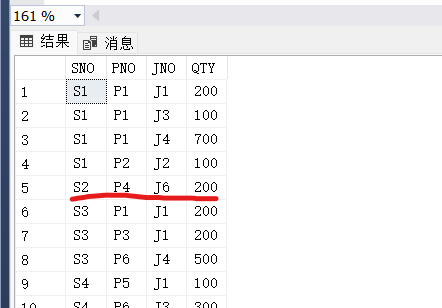 161 %
结果 消息
SNO PNO JNO QTY
1 S1 P1 J1 200
2 S1 P1 J3 100
3 S1 P1 J4 700
4 S1 P2 J2 100
5 S2 P4 J6 200
6 S3 P1 J1 200
7 S3 P3 J1 200
8 S3 P6 J4 500
9 S4 P5 J1 100
10 S4 P6 J3 300